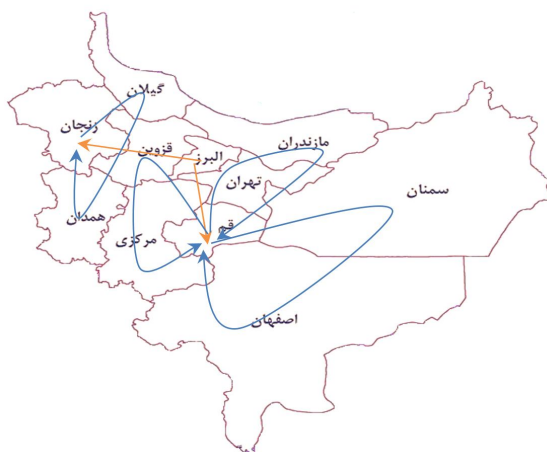 گیلان
زنجان
مازندران
قزوین
البرز
تهران
سمنان
همدان
قم
مرکزی
اصفهان